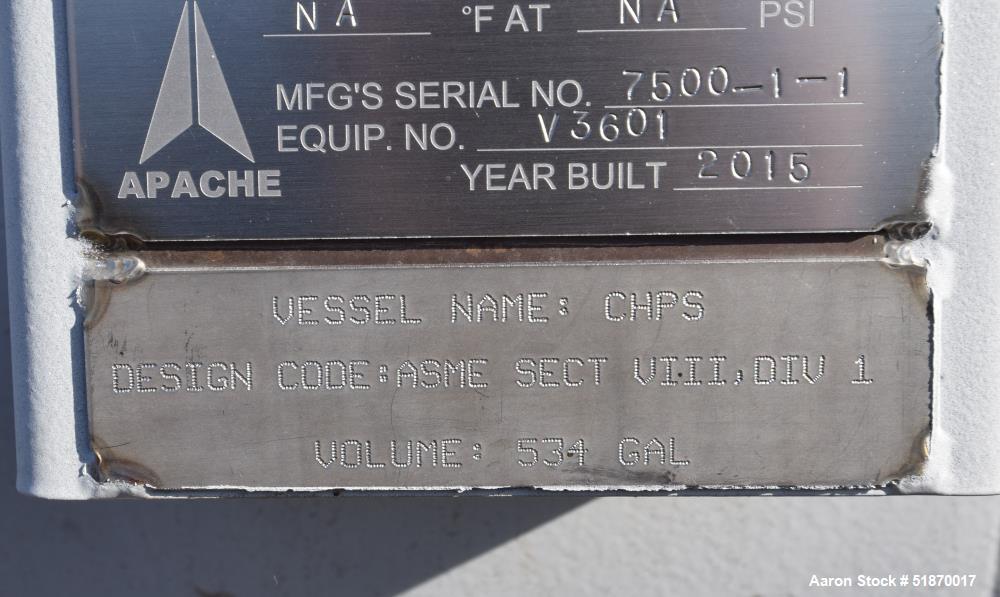 NA °F AT NA PSI
MFG'S SERIAL NO. 7500-1-1
EQUIP. NO. V3601
YEAR BUILT 2015
APACHE
VESSEL NAME: CHPS
DESIGN CODE:ASME SECT VIII,DIV 1
VOLUME: 534 GAL
Aaron Stock # 51870017